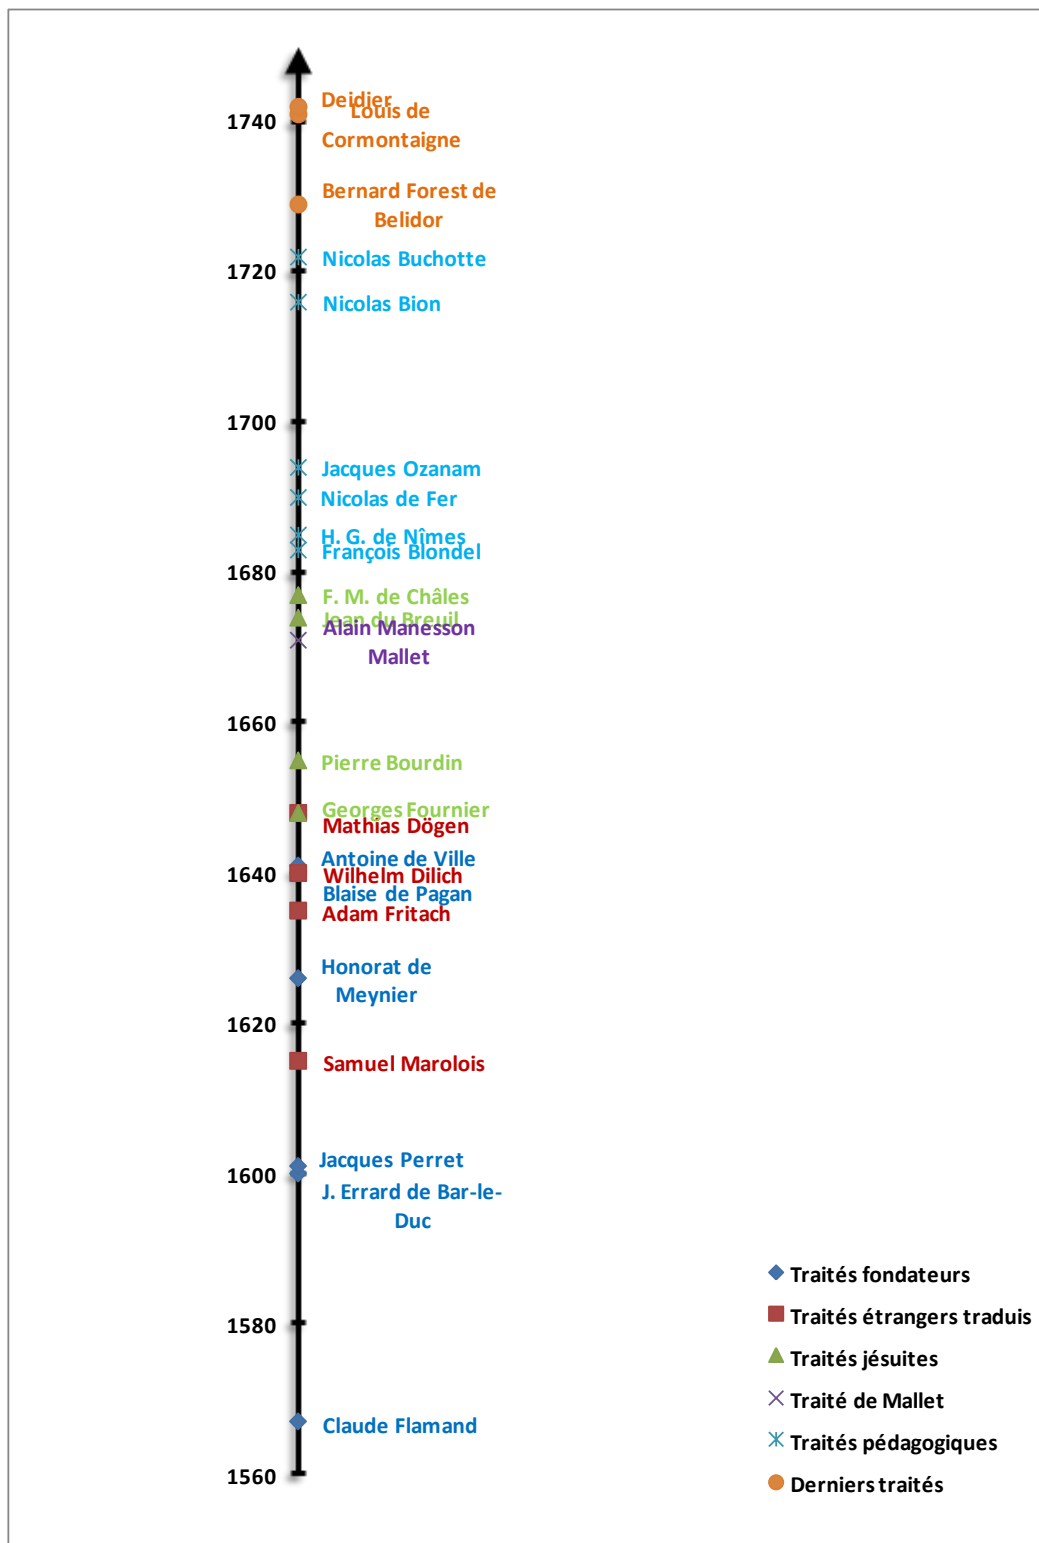 Deidier
1740
Louis de
Cormontaigne
Bernard Forest de
Belidor
Nicolas Buchotte
1720
Nicolas Bion
1700
Jacques Ozanam
Nicolas de Fer
H. G. de Nîmes
François Blondel
1680
F. M. de Châles
Jean du Breuil
Alain Manesson
Mallet
1660
Pierre Bourdin
Georges Fournier
Mathias Dögen
Antoine de Ville
1640
Wilhelm Dilich
Blaise de Pagan
Adam Fritach
Honorat de
Meynier
1620
Samuel Marolois
Jacques Perret
1600
J. Errard de Bar-le-
Duc
1580
Claude Flamand
1560
Traités fondateurs
Traités étrangers traduis
Traités jésuites
Traité de Mallet
Traités pédagogiques
Derniers traités